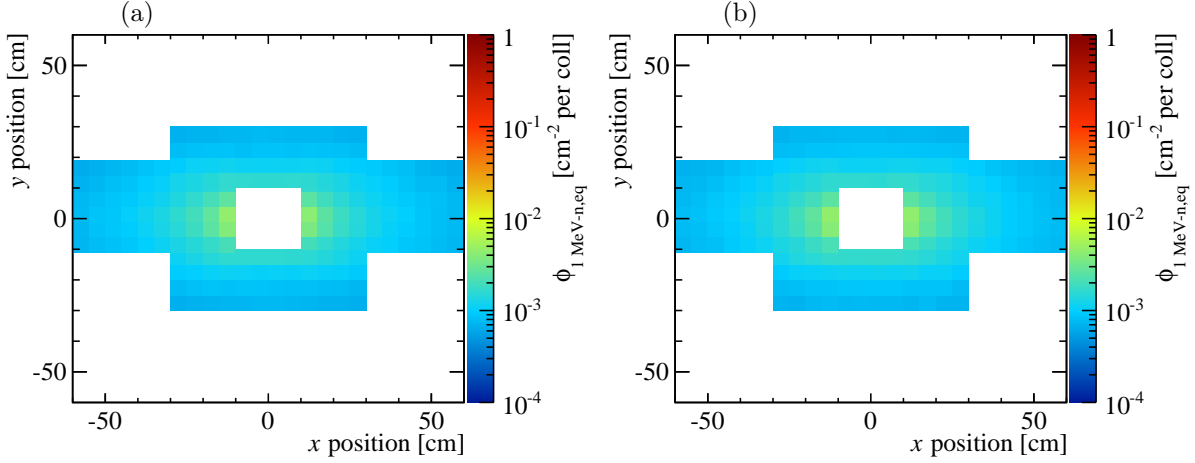 (a)
y position [cm]
50
0
-50
-50
0
50
x position [cm]
1
10⁻¹
10⁻²
10⁻³
10⁻⁴
ϕ₁ MeV-n,eq [cm⁻² per coll]
(b)
y position [cm]
50
0
-50
-50
0
50
x position [cm]
1
10⁻¹
10⁻²
10⁻³
10⁻⁴
ϕ₁ MeV-n,eq [cm⁻² per coll]